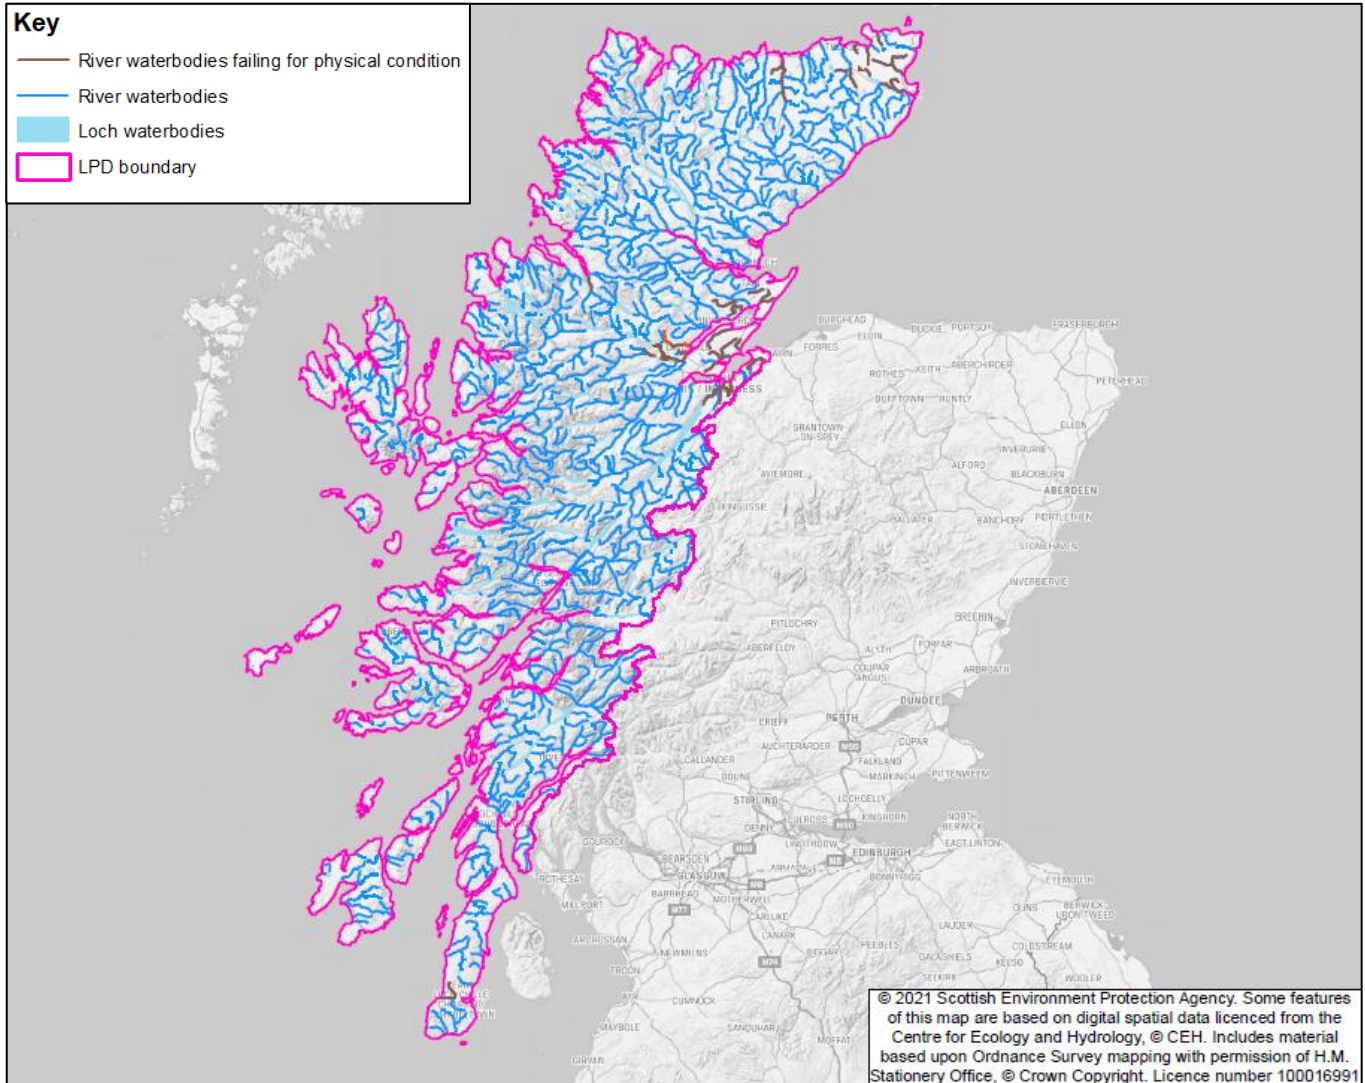 Key
River waterbodies failing for physical condition
River waterbodies
Loch waterbodies
LPD boundary
BURGHEAD
BUCKIE PORTSOY
FRASERBURGH
ELGIN
FORRES
KEITH
ABERCHIRDER
ROTHES
PETERHEAD
DUFFTOWN
HUNTLY
ELLON
GRANTOWN
-ON-SPEY
INVERURIE
ALFORD
BLACKBURN
AVIEMORE
ABERDEEN
KINGUSSIE
BALLATER
BANCHORY
PORTLETHEN
STONEHAVEN
INVERBERVIE
BRECHIN
PITLOCHRY
FORFAR
ABERFELDY
ALYTH
COUPAR
ANGUS
ARBROATH
DUNDEE
CRIEFF
PERTH
AUCHTERARDER
M90
CUPAR
CALLANDER
FALKLAND
MARKINCH
PITTENWEEM
DOUNE
STIRLING
LOCHGELLY
KINGHORN
NORTH
BERWICK
DENNY
CULROSS
GOUROCK
LINLITHGOW
EDINBURGH
EAST LINTON
BEARSDEN
ARMADALE
GLASGOW
BONNYRIGG
EYEMOUTH
ROTHESAY
BARRHEAD
MOTHERWELL
MILLPORT
M77
CARLUKE
DUNS
BERWICK-
UPON-TWEED
LANARK
LAUDER
ARDROSSAN
NEWMILNS
BIGGAR
PEEBLES
COLDSTREAM
GALASHIELS
KELSO
TROON
M74
SELKIRK
WOOLER
AYR
CUMNOCK
MAYBOLE
SANQUHAR
MOFFAT
GIRVAN
© 2021 Scottish Environment Protection Agency. Some features
of this map are based on digital spatial data licenced from the
Centre for Ecology and Hydrology, © CEH. Includes material
based upon Ordnance Survey mapping with permission of H.M.
Stationery Office, © Crown Copyright. Licence number 100016991